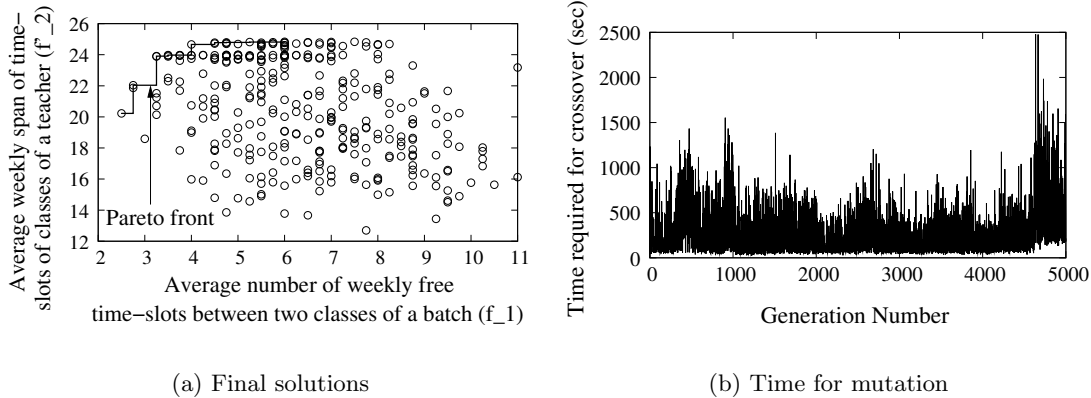 Average weekly span of time-
slots of classes of a teacher (f'_2)
26
24
22
20
18
16
14
12
Pareto front
2 3 4 5 6 7 8 9 10 11
Average number of weekly free
time-slots between two classes of a batch (f_1)
(a) Final solutions
Time required for crossover (sec)
2500
2000
1500
1000
500
0
0 1000 2000 3000 4000 5000
Generation Number
(b) Time for mutation